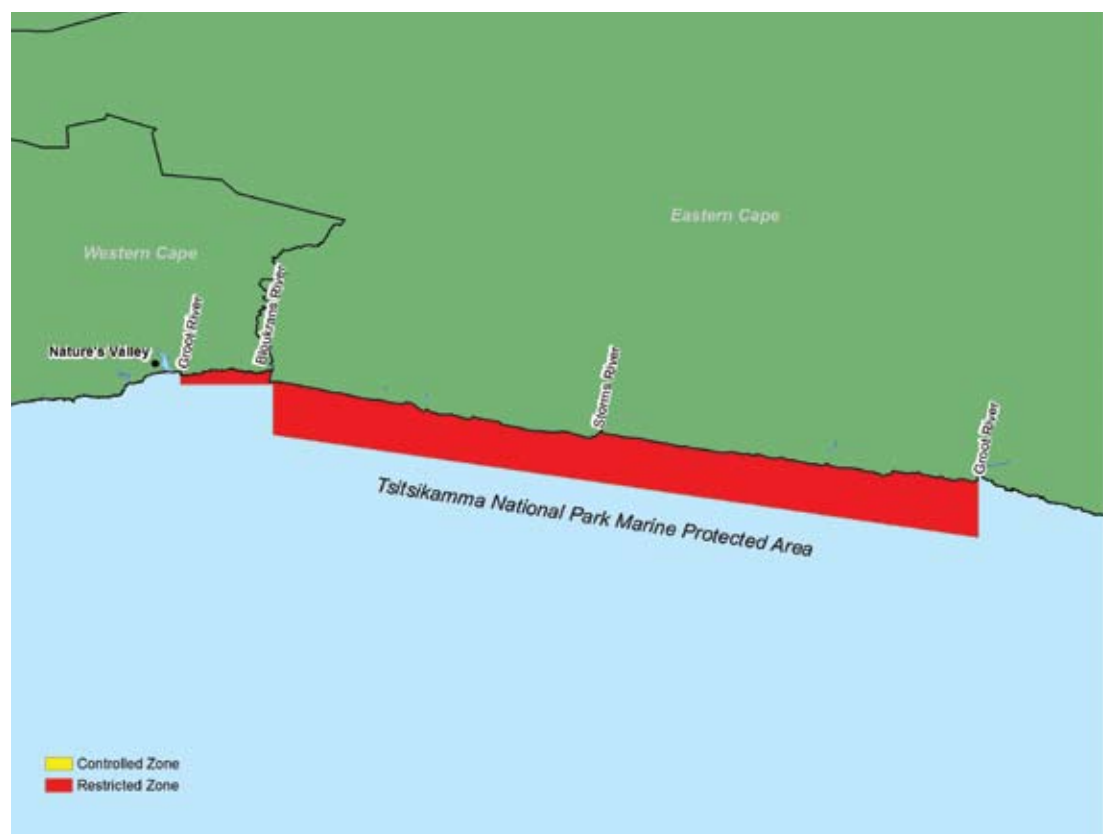 Eastern Cape
Western Cape
Groot River
Bloukrans River
Nature's Valley
Storms River
Groot River
Tsitsikamma National Park Marine Protected Area
Controlled Zone
Restricted Zone